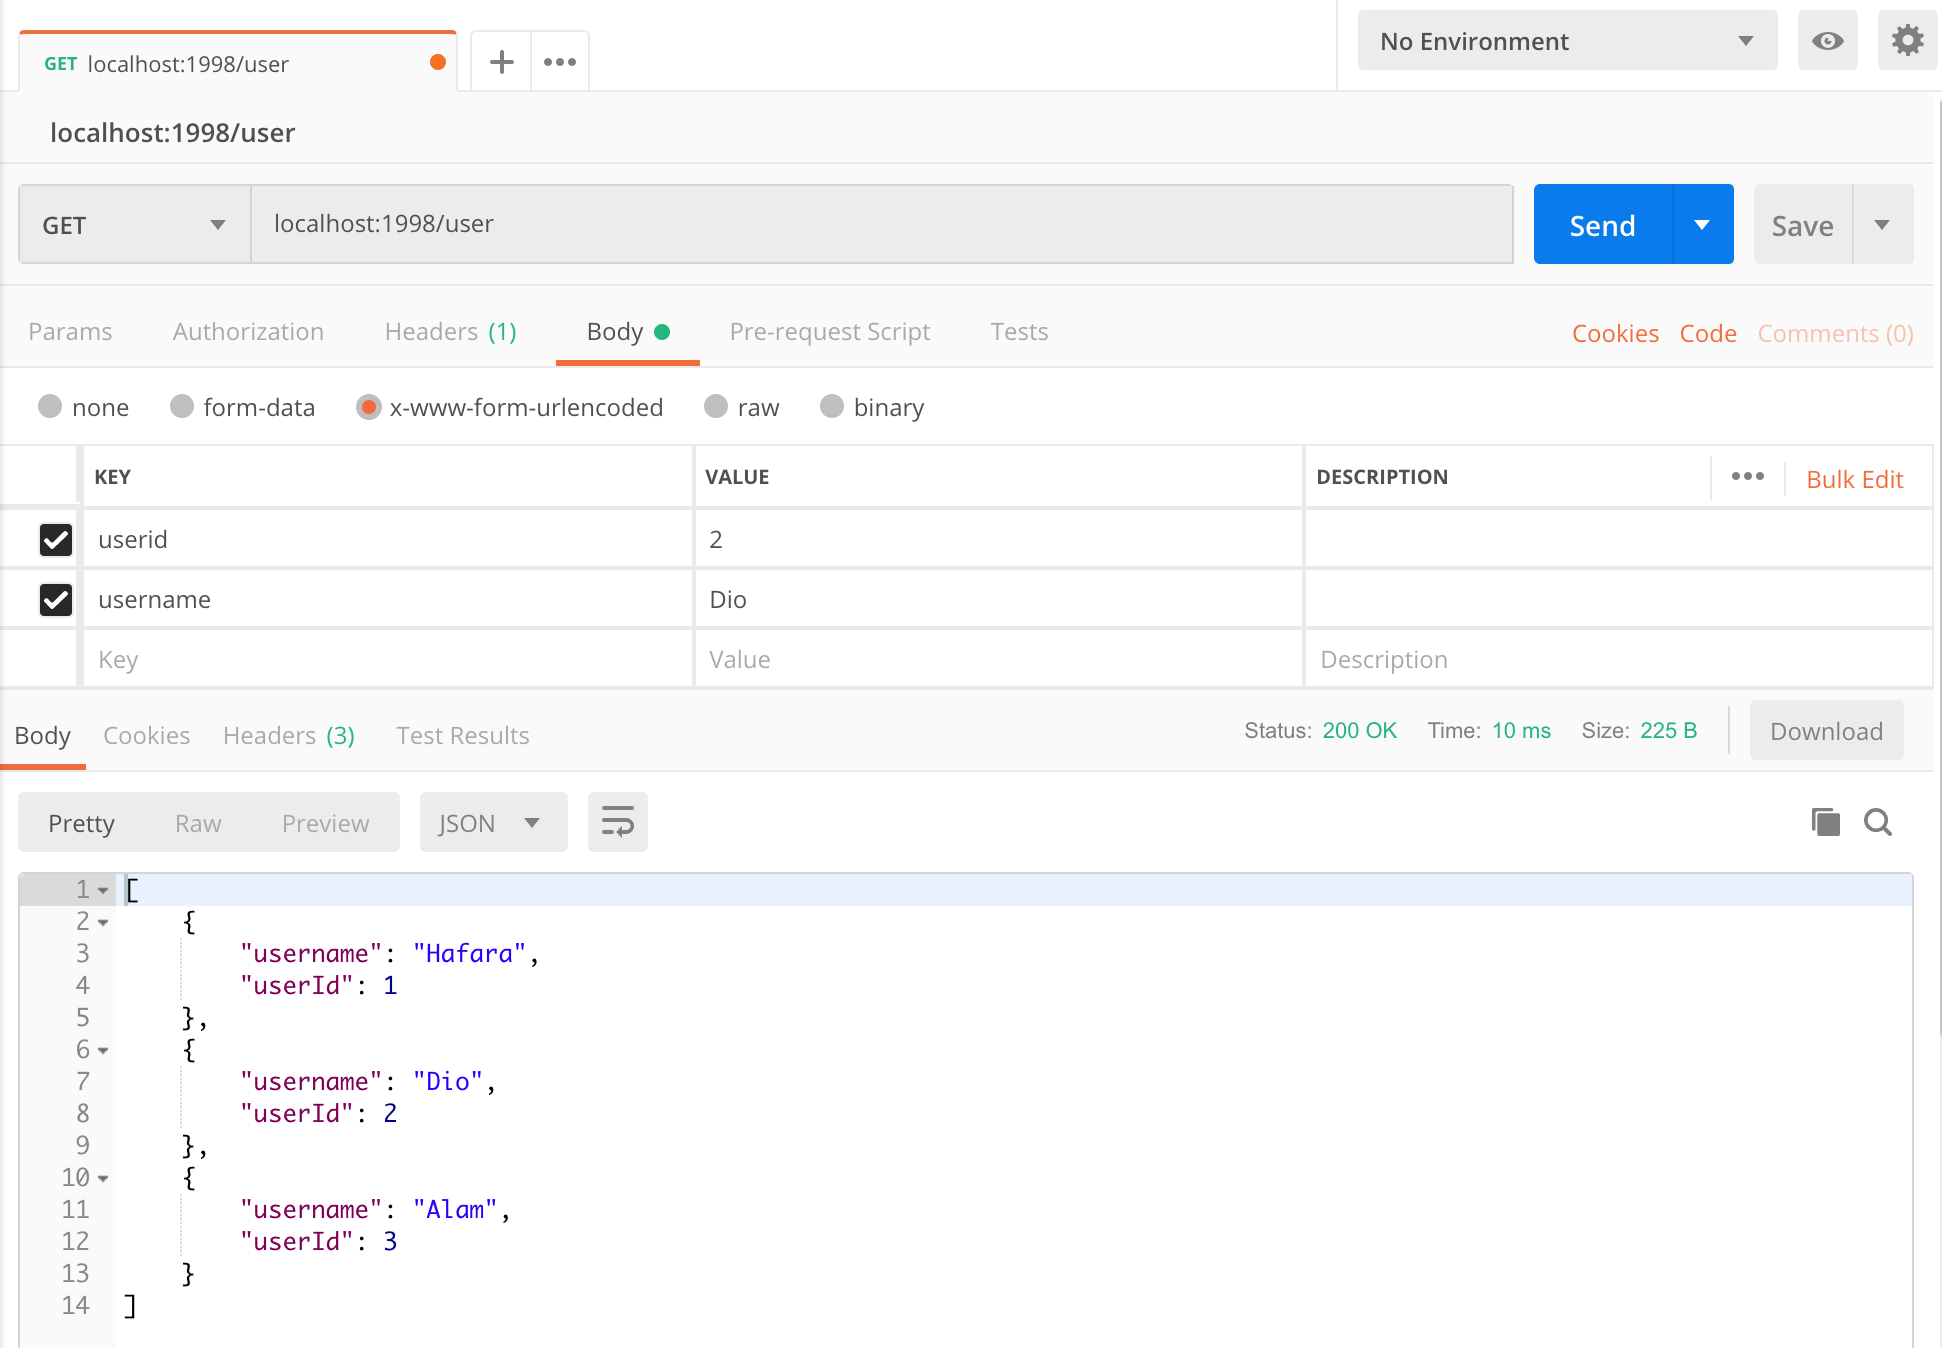 GET localhost:1998/user
No Environment
localhost:1998/user
GET localhost:1998/user Send Save
Params Authorization Headers (1) Body Pre-request Script Tests Cookies Code Comments (0)
none form-data x-www-form-urlencoded raw binary
KEY VALUE DESCRIPTION Bulk Edit
userid 2
username Dio
Key Value Description
Body Cookies Headers (3) Test Results Status: 200 OK Time: 10 ms Size: 225 B Download
Pretty Raw Preview JSON
1 [
2 {
3 "username": "Hafara",
4 "userId": 1
5 },
6 {
7 "username": "Dio",
8 "userId": 2
9 },
10 {
11 "username": "Alam",
12 "userId": 3
13 }
14 ]